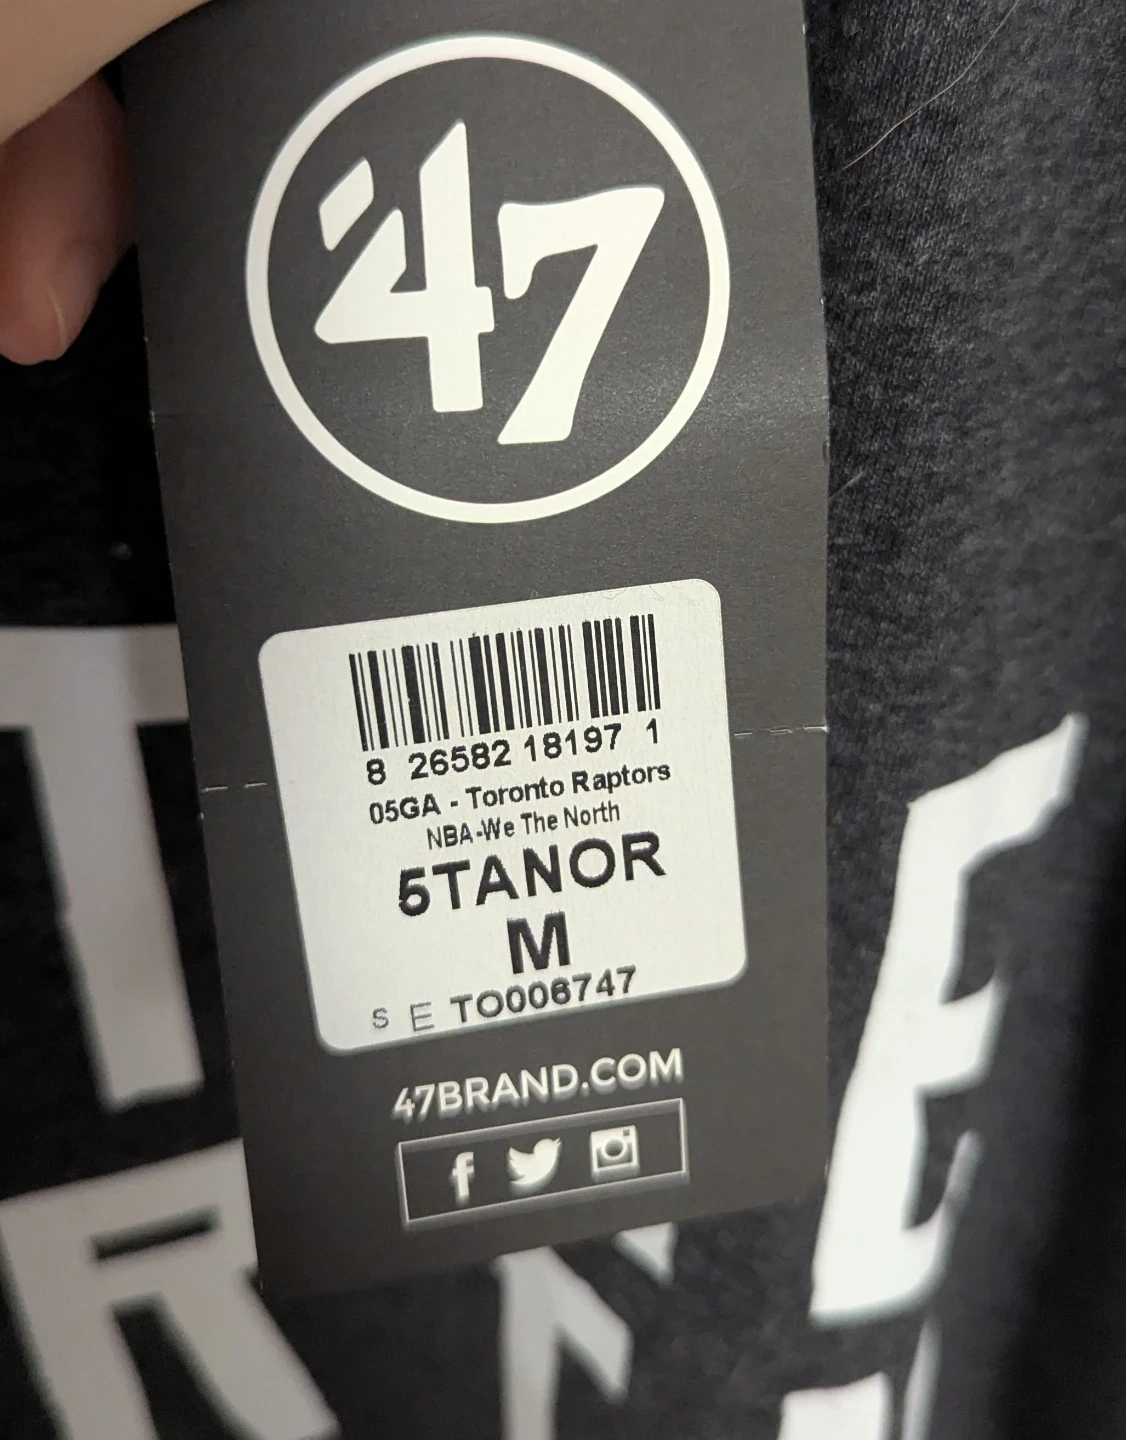 '47
8 26582 18197 1
05GA - Toronto Raptors
NBA-We The North
5TANOR
M
S E TO006747
47BRAND.COM
f
T
E
R
N